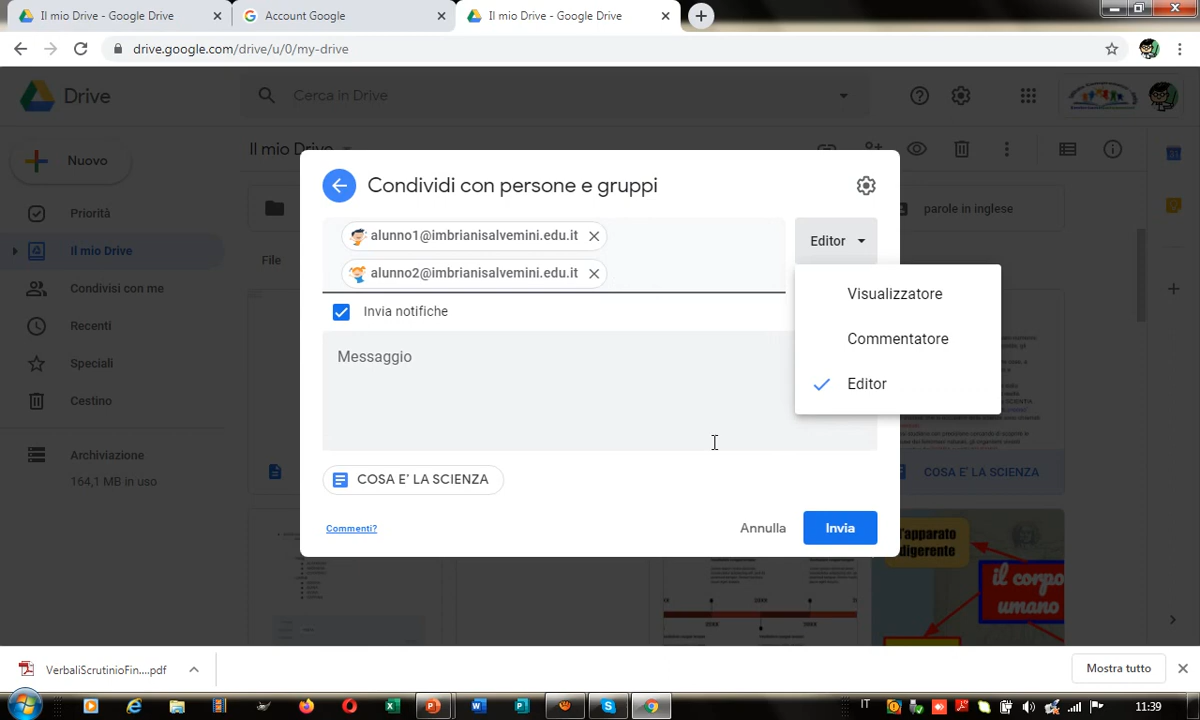 Il mio Drive - Google Drive
Account Google
Il mio Drive - Google Drive
drive.google.com/drive/u/0/my-drive
Drive
Cerca in Drive
Nuovo
Il mio Drive
Priorità
Il mio Drive
Condivisi con me
Recenti
Speciali
Cestino
Archiviazione
164,1 MB in uso
File
parole in inglese
Condividi con persone e gruppi
alunno1@imbrianisalvemini.edu.it
alunno2@imbrianisalvemini.edu.it
Editor
Visualizzatore
Commentatore
Editor
Invia notifiche
Messaggio
COSA E' LA SCIENZA
Commenti?
Annulla
Invia
COSA E' LA SCIENZA
l'apparato
digerente
il corpo
umano
VerbaliScrutinioFin....pdf
Mostra tutto
IT
11:39